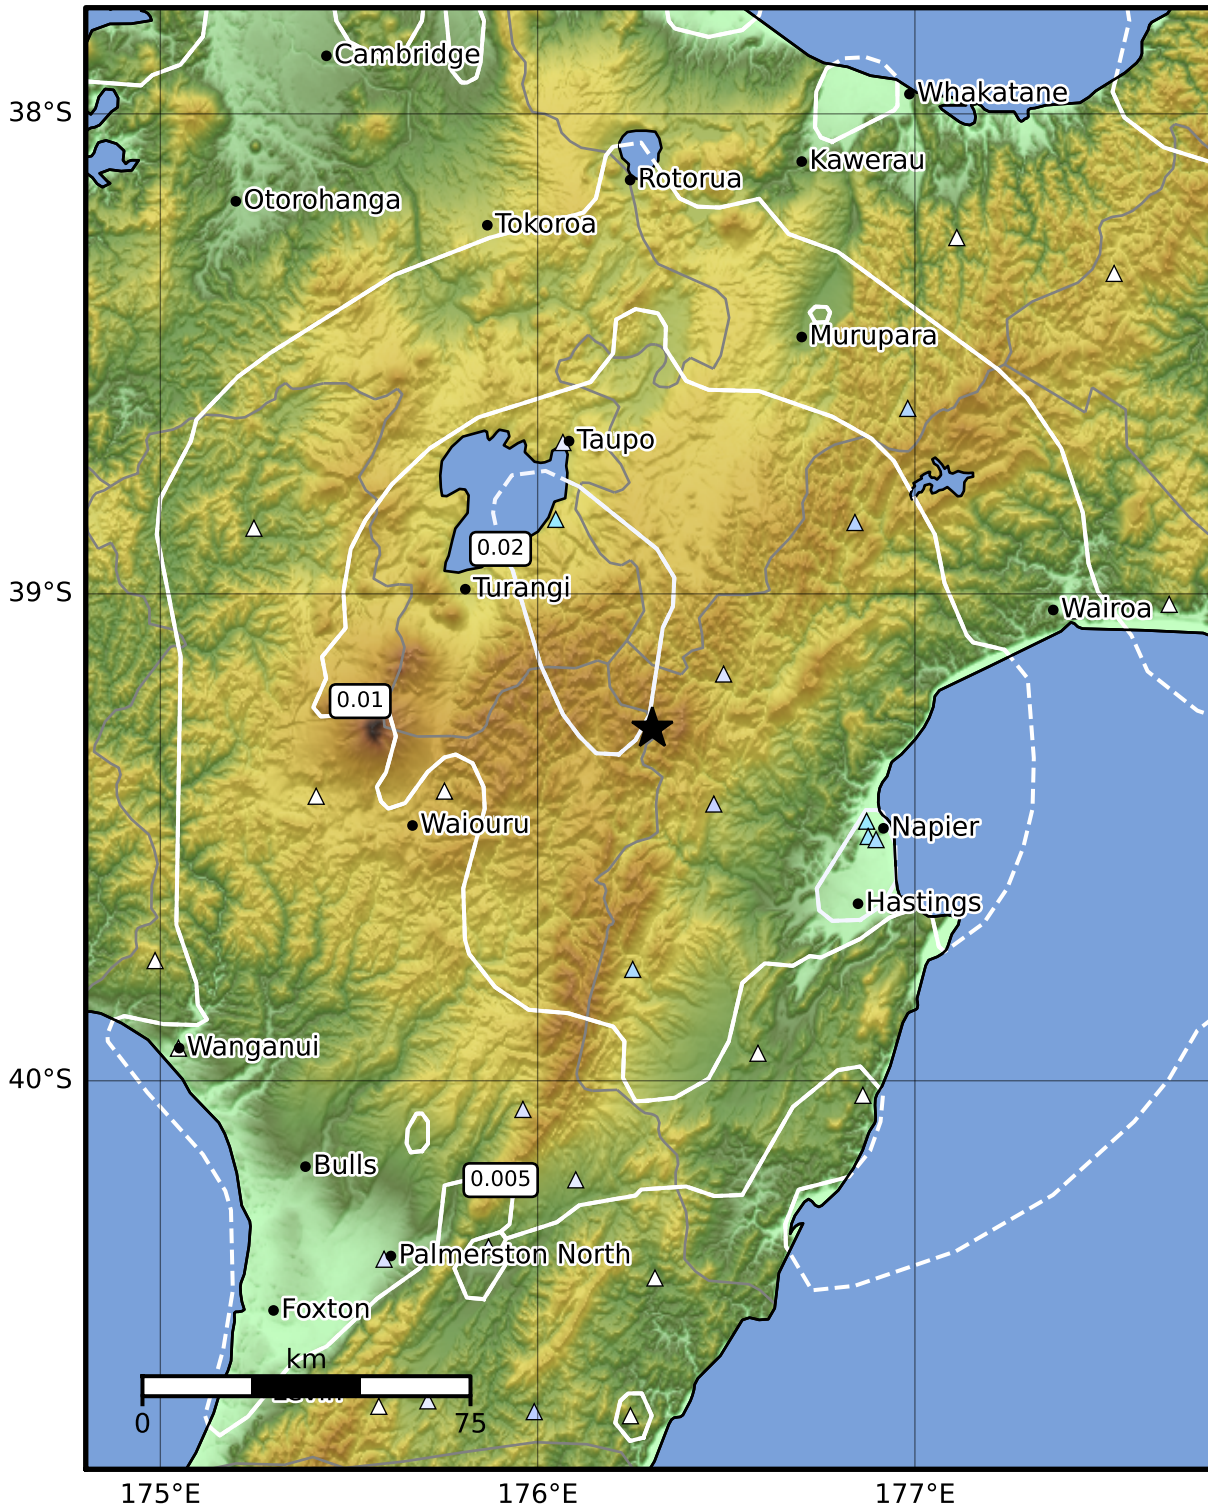 Cambridge
Whakatane
38°S
Kawerau
Rotorua
Otorohanga
Tokoroa
Murupara
Taupo
0.02
Turangi
39°S
Wairoa
0.01
Waiouru
Napier
Hastings
Wanganui
40°S
Bulls
0.005
Palmerston North
Foxton
km
0
75
175°E
176°E
177°E